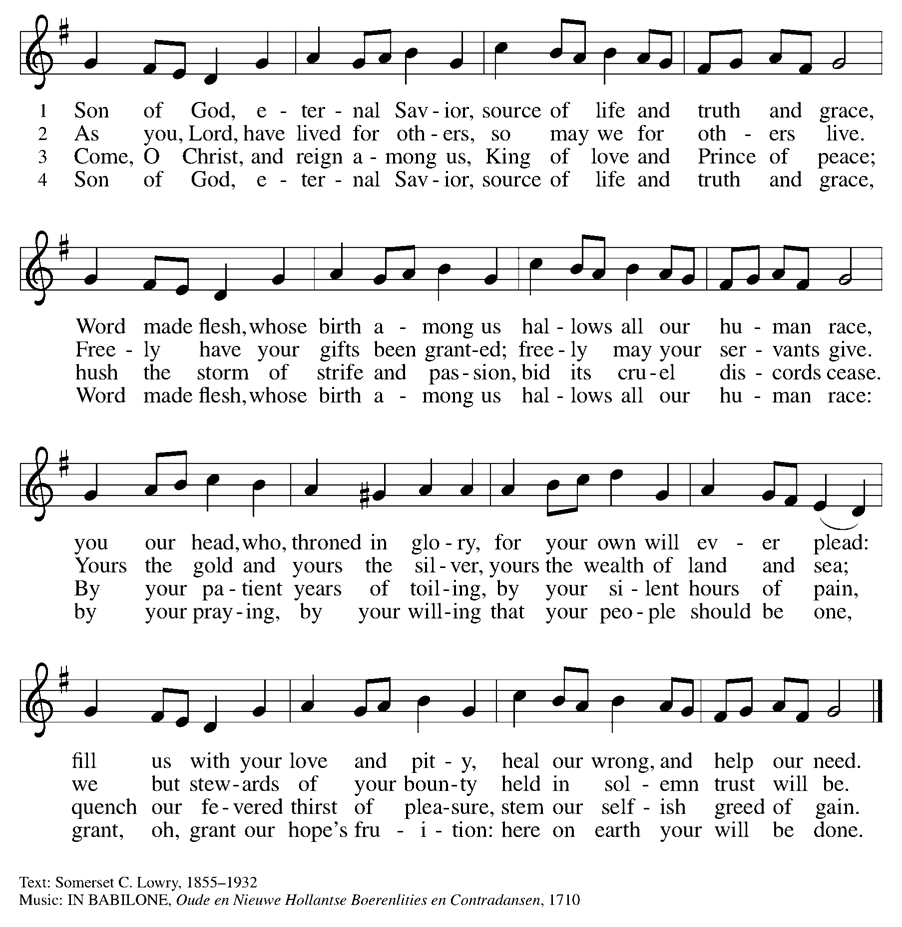 1 Son of God, e - ter - nal Sav - ior, source of life and truth and grace,
2 As you, Lord, have lived for oth - ers, so may we for oth - ers live.
3 Come, O Christ, and reign a - mong us, King of love and Prince of peace;
4 Son of God, e - ter - nal Sav - ior, source of life and truth and grace,
Word made flesh, whose birth a - mong us hal - lows all our hu - man race,
Free - ly have your gifts been grant - ed; free - ly may your ser - vants give.
hush the storm of strife and pas - sion, bid its cru - el dis - cords cease.
Word made flesh, whose birth a - mong us hal - lows all our hu - man race:
you our head, who, throned in glo - ry, for your own will ev - er plead:
Yours the gold and yours the sil - ver, yours the wealth of land and sea;
By your pa - tient years of toil - ing, by your si - lent hours of pain,
by your pray - ing, by your will - ing that your peo - ple should be one,
fill us with your love and pit - y, heal our wrong, and help our need.
we but stew - ards of your boun - ty held in sol - emn trust will be.
quench our fe - vered thirst of plea - sure, stem our self - ish greed of gain.
grant, oh, grant our hope's fru - i - tion: here on earth your will be done.
Text: Somerset C. Lowry, 1855–1932
Music: IN BABILONE, Oude en Nieuwe Hollantse Boerenlities en Contradansen, 1710